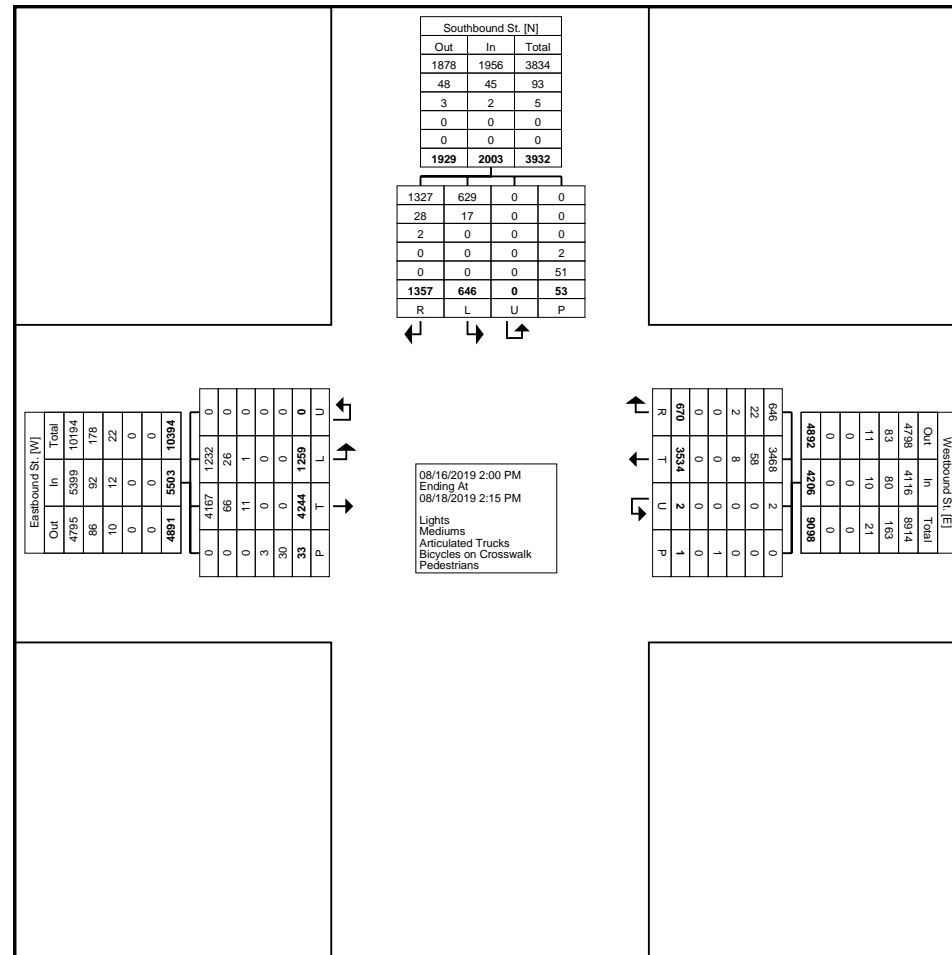 Southbound St. [N]
Out In Total
1878 1956 3834
48 45 93
3 2 5
0 0 0
0 0 0
1929 2003 3932
1327 629 0 0
28 17 0 0
2 0 0 0
0 0 0 2
0 0 0 51
1357 646 0 53
R L U P
Eastbound St. [W]
Total In Out
10194 5399 4795
178 92 86
22 12 10
0 0 0
0 0 0
10394 5503 4891
0 1232 4167 0
0 26 66 0
0 1 11 0
0 0 0 3
0 0 0 30
0 1259 4244 33
U L T P
08/16/2019 2:00 PM
Ending At
08/18/2019 2:15 PM
Lights
Mediums
Articulated Trucks
Bicycles on Crosswalk
Pedestrians
Westbound St. [E]
Out In Total
4798 4116 8914
83 80 163
11 10 21
0 0 0
0 0 0
4892 4206 9098
646 3468 2 0
22 58 0 0
2 8 0 0
0 0 0 1
0 0 0 0
670 3534 2 1
R T U P